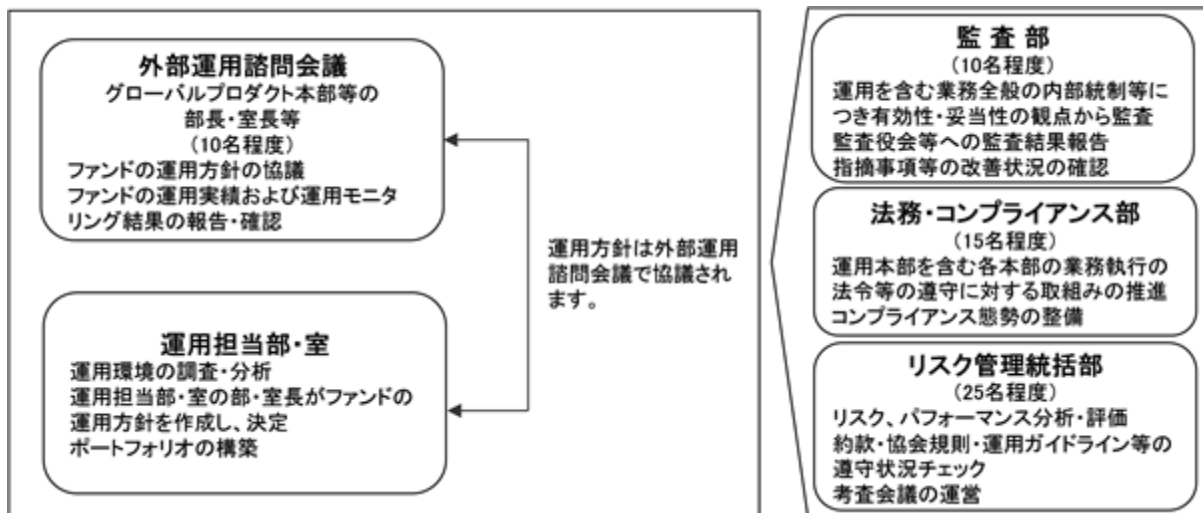 外部運用諮問会議
グローバルプロダクト本部等の
部長・室長等
(10名程度)
ファンドの運用方針の協議
ファンドの運用実績および運用モニタ
リング結果の報告・確認
運用方針は外部運用
諮問会議で協議され
ます。
運用担当部・室
運用環境の調査・分析
運用担当部・室の部・室長がファンドの
運用方針を作成し、決定
ポートフォリオの構築
監 査 部
(10名程度)
運用を含む業務全般の内部統制等に
つき有効性・妥当性の観点から監査
監査役会等への監査結果報告
指摘事項等の改善状況の確認
法務・コンプライアンス部
(15名程度)
運用本部を含む各本部の業務執行の
法令等の遵守に対する取組みの推進
コンプライアンス態勢の整備
リスク管理統括部
(25名程度)
リスク、パフォーマンス分析・評価
約款・協会規則・運用ガイドライン等の
遵守状況チェック
考査会議の運営